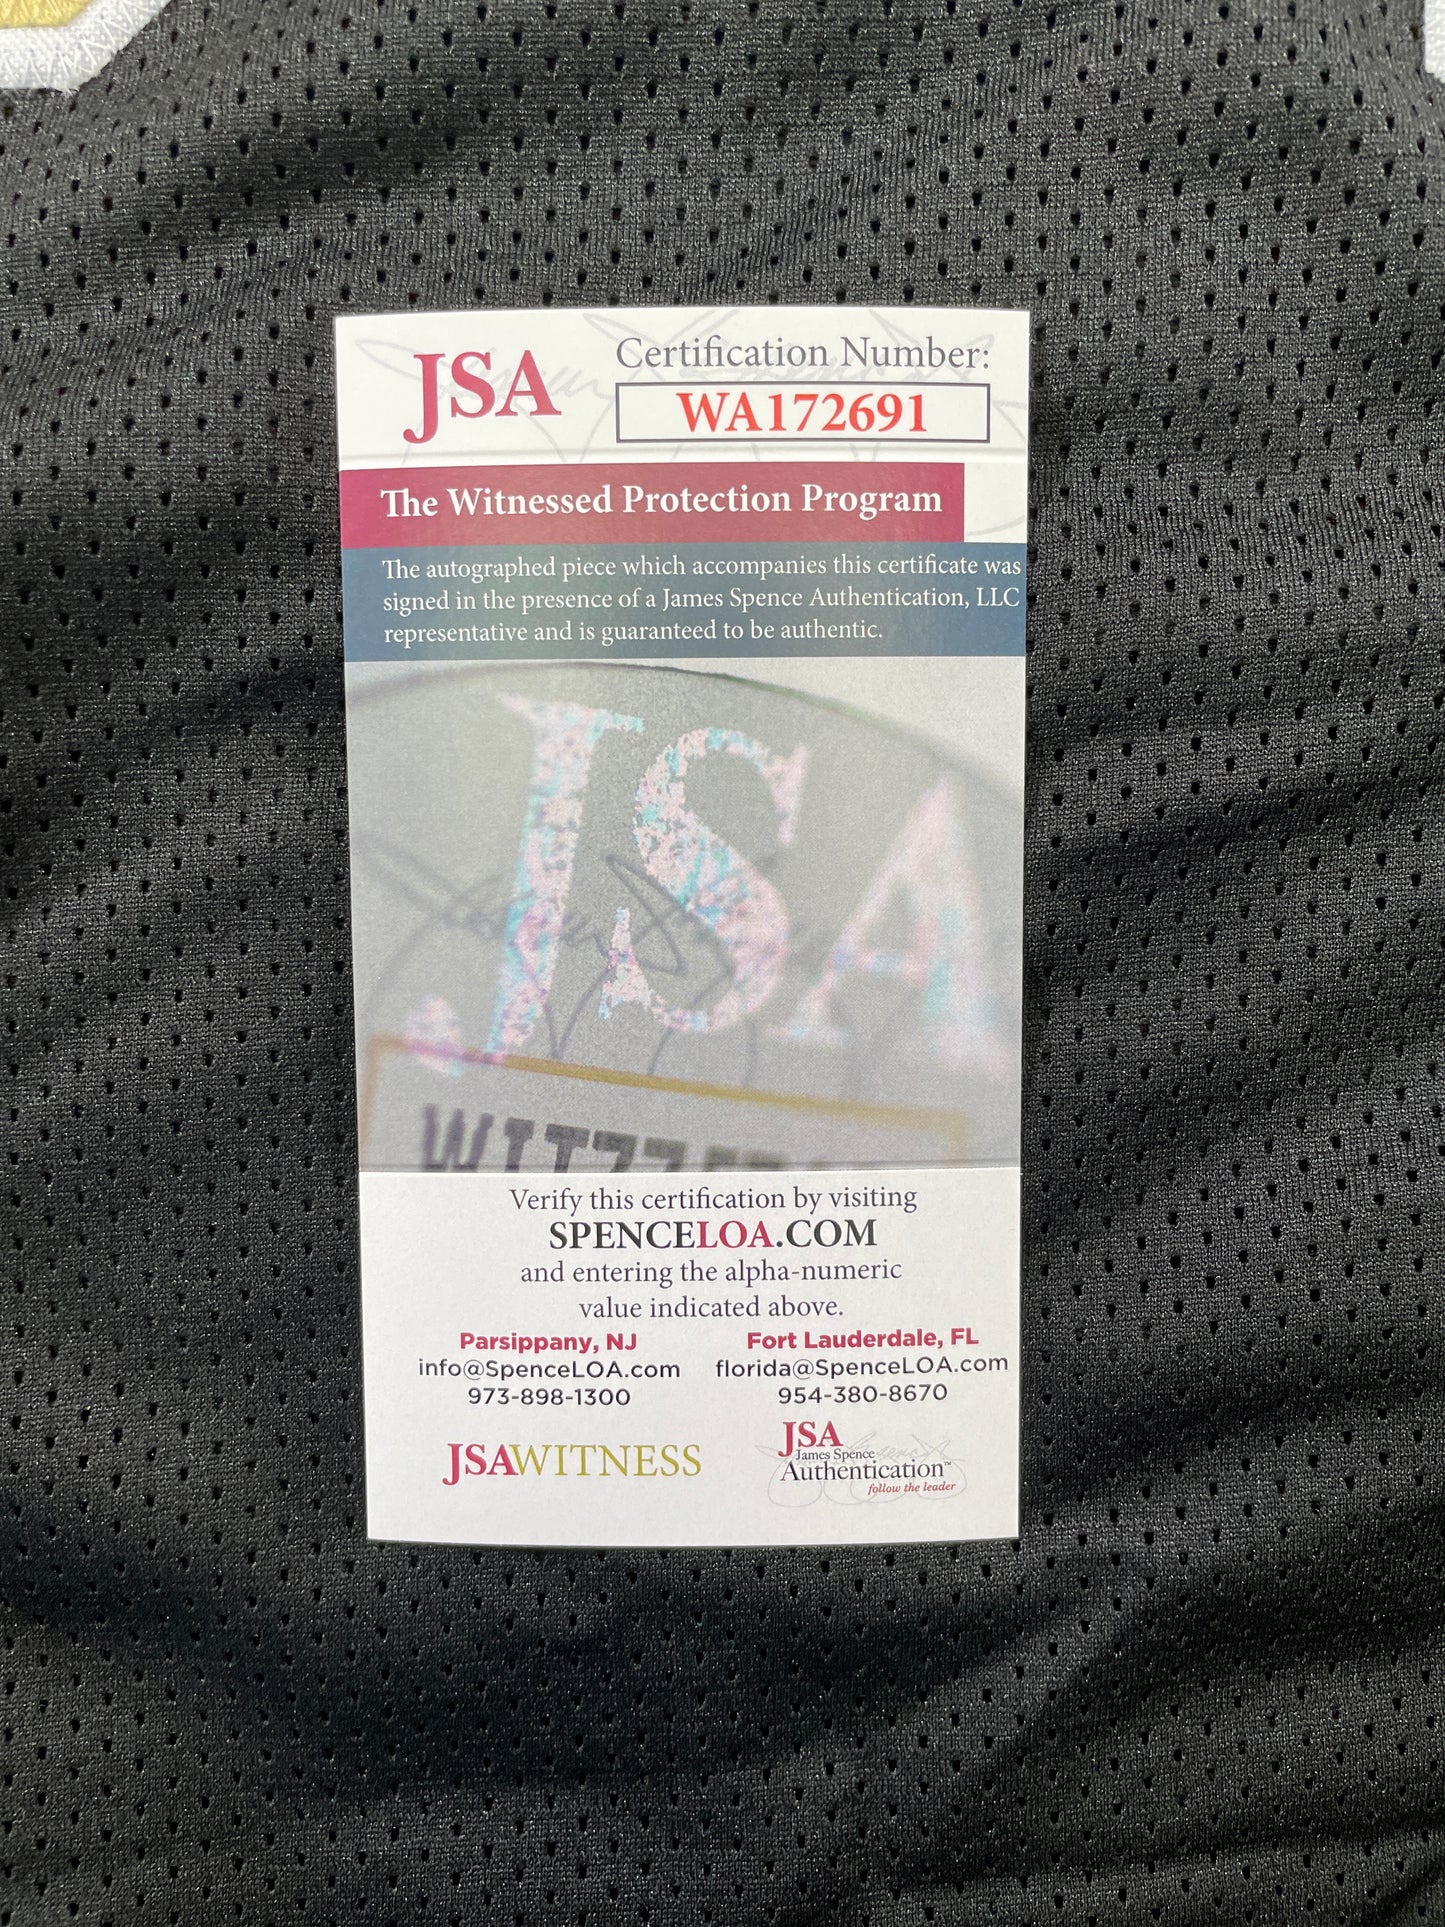 JSA
Certification Number:
WA172691
The Witnessed Protection Program
The autographed piece which accompanies this certificate was
signed in the presence of a James Spence Authentication, LLC
representative and is guaranteed to be authentic.
JSA
Verify this certification by visiting
SPENCELOA.COM
and entering the alpha-numeric
value indicated above.
Parsippany, NJ
info@SpenceLOA.com
973-898-1300
Fort Lauderdale, FL
florida@SpenceLOA.com
954-380-8670
JSAWITNESS
JSA
James Spence
Authentication™
follow the leader